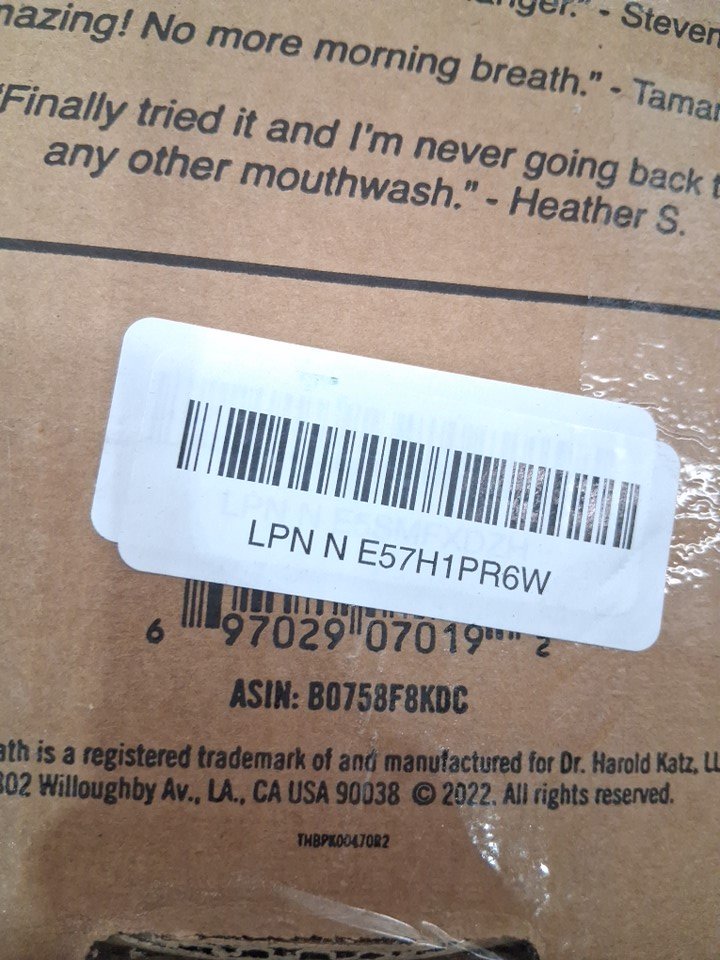 - Steven
mazing! No more morning breath." - Tamar
"Finally tried it and I'm never going back t
any other mouthwash." - Heather S.
LPN N E57H1PR6W
6 97029 07019 2
ASIN: B0758F8KDC
ath is a registered trademark of and manufactured for Dr. Harold Katz, LL
302 Willoughby Av., LA., CA USA 90038 © 2022. All rights reserved.
THBPK00470R2